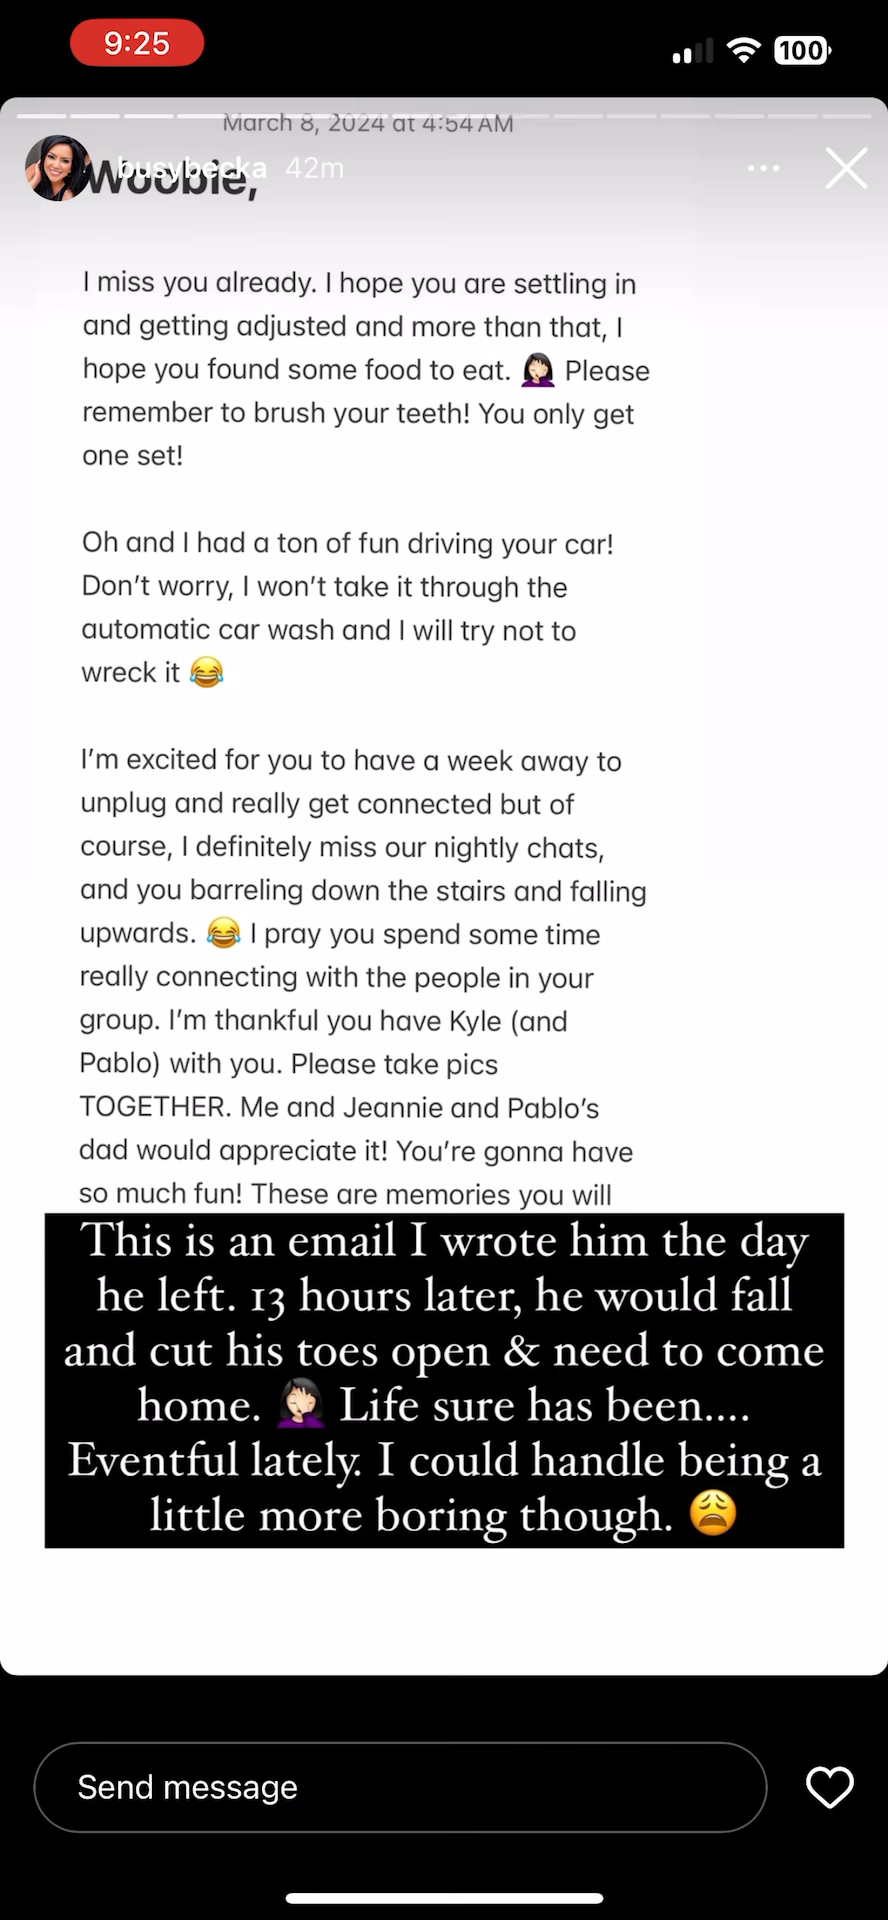 9:25
100
March 8, 2024 at 4:54 AM
busybecka 42m
Woobie,
I miss you already. I hope you are settling in
and getting adjusted and more than that, I
hope you found some food to eat. 🤦🏻‍♀️ Please
remember to brush your teeth! You only get
one set!
Oh and I had a ton of fun driving your car!
Don't worry, I won't take it through the
automatic car wash and I will try not to
wreck it 😂
I'm excited for you to have a week away to
unplug and really get connected but of
course, I definitely miss our nightly chats,
and you barreling down the stairs and falling
upwards. 😂 I pray you spend some time
really connecting with the people in your
group. I'm thankful you have Kyle (and
Pablo) with you. Please take pics
TOGETHER. Me and Jeannie and Pablo's
dad would appreciate it! You're gonna have
so much fun! These are memories you will
This is an email I wrote him the day
he left. 13 hours later, he would fall
and cut his toes open & need to come
home. 🤦🏻‍♀️ Life sure has been....
Eventful lately. I could handle being a
little more boring though. 😩
Send message